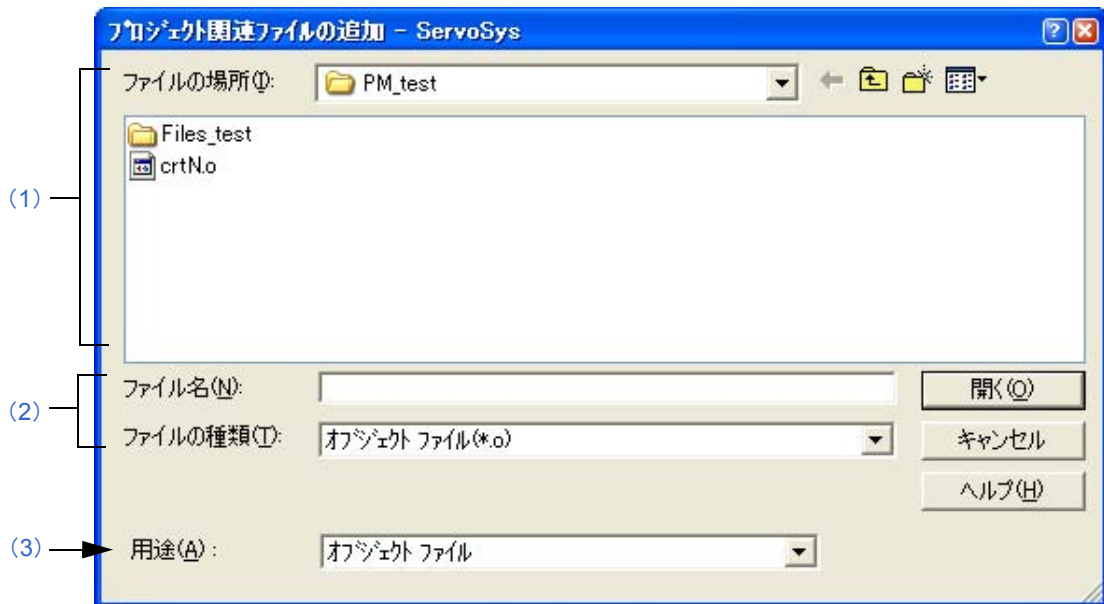 プロジェクト関連ファイルの追加 - ServoSys
(1)
ファイルの場所(I):
PM_test
Files_test
crtN.o
(2)
ファイル名(N):
開く(O)
ファイルの種類(T):
オブジェクト ファイル(*.o)
キャンセル
ヘルプ(H)
(3)
用途(A) :
オブジェクト ファイル